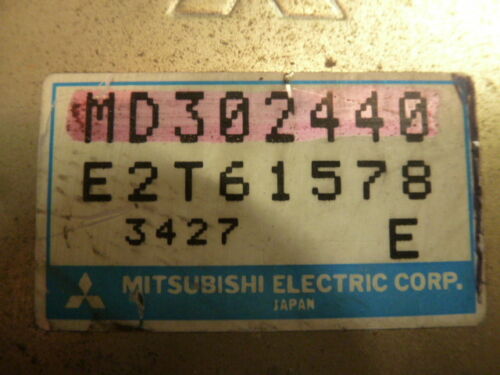 MD302440
E2T61578
3427 E
MITSUBISHI ELECTRIC CORP.
JAPAN